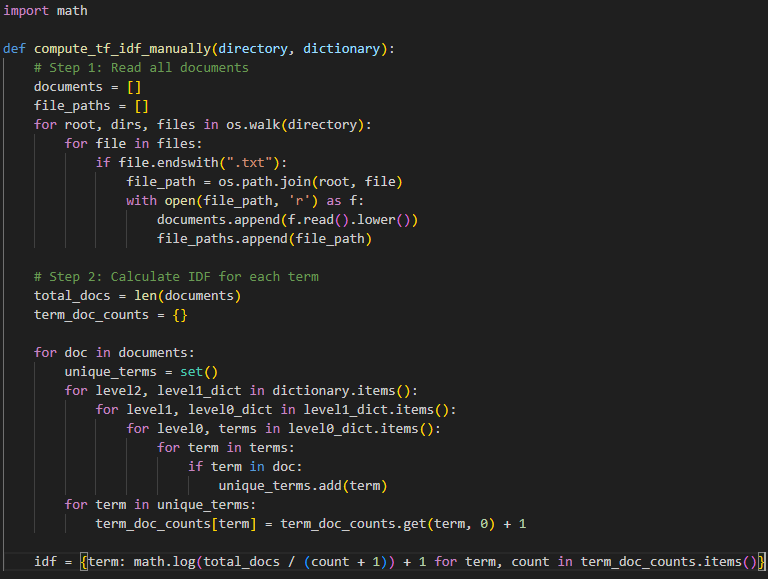 import math
def compute_tf_idf_manually(directory, dictionary):
# Step 1: Read all documents
documents = []
file_paths = []
for root, dirs, files in os.walk(directory):
for file in files:
if file.endswith(".txt"):
file_path = os.path.join(root, file)
with open(file_path, 'r') as f:
documents.append(f.read().lower())
file_paths.append(file_path)
# Step 2: Calculate IDF for each term
total_docs = len(documents)
term_doc_counts = {}
for doc in documents:
unique_terms = set()
for level2, level1_dict in dictionary.items():
for level1, level0_dict in level1_dict.items():
for level0, terms in level0_dict.items():
for term in terms:
if term in doc:
unique_terms.add(term)
for term in unique_terms:
term_doc_counts[term] = term_doc_counts.get(term, 0) + 1
idf = {term: math.log(total_docs / (count + 1)) + 1 for term, count in term_doc_counts.items()}